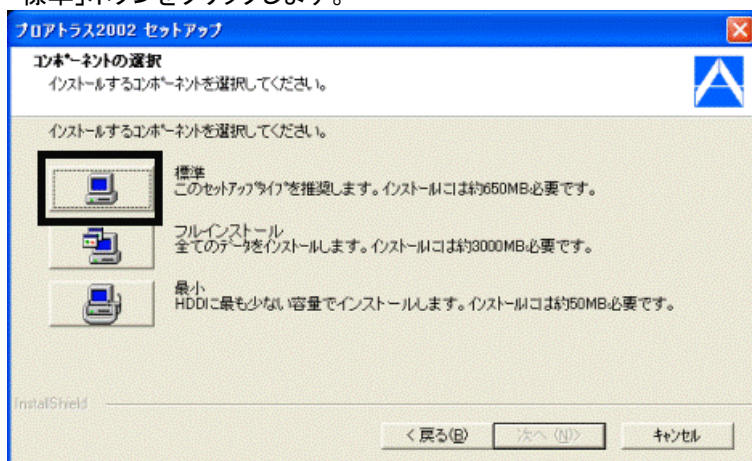 標準」ボタンをクリックします。
プロアトラス2002 セットアップ
コンポーネントの選択
インストールするコンポーネントを選択してください。
インストールするコンポーネントを選択してください。
標準
このセットアップタイプを推奨します。インストールには約650MB必要です。
フルインストール
全てのデータをインストールします。インストールには約3000MB必要です。
最小
HDDに最も少ない容量でインストールします。インストールには約50MB必要です。
InstallShield
< 戻る(B) 次へ (N)> キャンセル